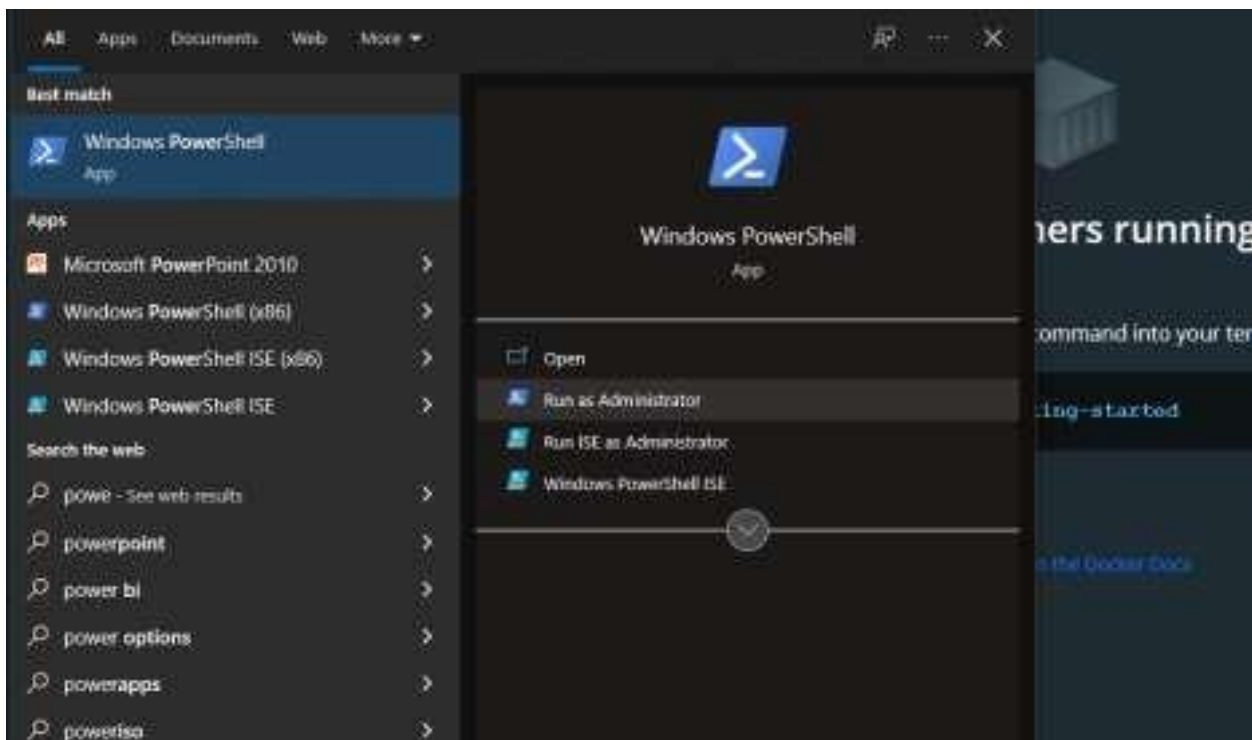 All Apps Documents Web More
Best match
Windows PowerShell
App
Apps
Microsoft PowerPoint 2010
Windows PowerShell (x86)
Windows PowerShell ISE (x86)
Windows PowerShell ISE
Search the web
powe - See web results
powerpoint
power bi
power options
powerapps
poweriso
Windows PowerShell
App
Open
Run as Administrator
Run ISE as Administrator
Windows PowerShell ISE
ners running
command into your ter
ing-started
n the Docker Docs